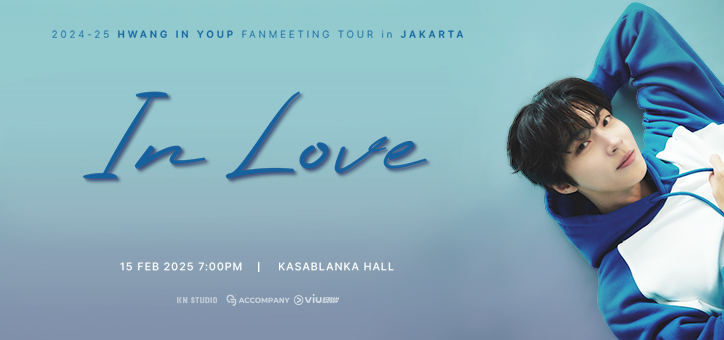 2024-25 HWANG IN YOUP FANMEETING TOUR in JAKARTA
In Love
15 FEB 2025 7:00PM | KASABLANKA HALL
KN STUDIO ACCOMPANY viu